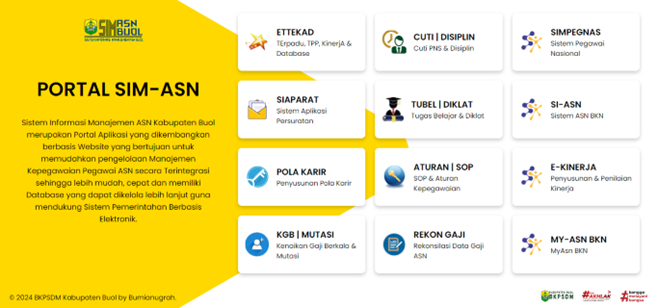 SIM ASN
BUOL
PORTAL SIM-ASN
Sistem Informasi Manajemen ASN Kabupaten Buol
merupakan Portal Aplikasi yang dikembangkan
berbasis Website yang bertujuan untuk
memudahkan pengelolaan Manajemen
Kepegawaian Pegawai ASN secara Terintegrasi
sehingga lebih mudah, cepat dan memiliki
Database yang dapat dikelola lebih lanjut guna
mendukung Sistem Pemerintahan Berbasis
Elektronik.
ETTEKAD
TErpadu, TPP, KinerjA &
Database
CUTI | DISIPLIN
Cuti PNS & Disiplin
SIMPEGNAS
Sistem Pegawai
Nasional
SIAPARAT
Sistem Aplikasi
Persuratan
TUBEL | DIKLAT
Tugas Belajar & Diklat
SI-ASN
Sistem ASN BKN
POLA KARIR
Penyusunan Pola Karir
ATURAN | SOP
SOP & Aturan
Kepegawaian
E-KINERJA
Penyusunan & Penilaian
Kinerja
KGB | MUTASI
Kenaikan Gaji Berkala &
Mutasi
REKON GAJI
Rekonsiliasi Data Gaji
ASN
MY-ASN BKN
MyAsn BKN
© 2024 BKPSDM Kabupaten Buol by Burnianugrah.
BKPSDM
AKHLAK
bangga
melayani
bangsa